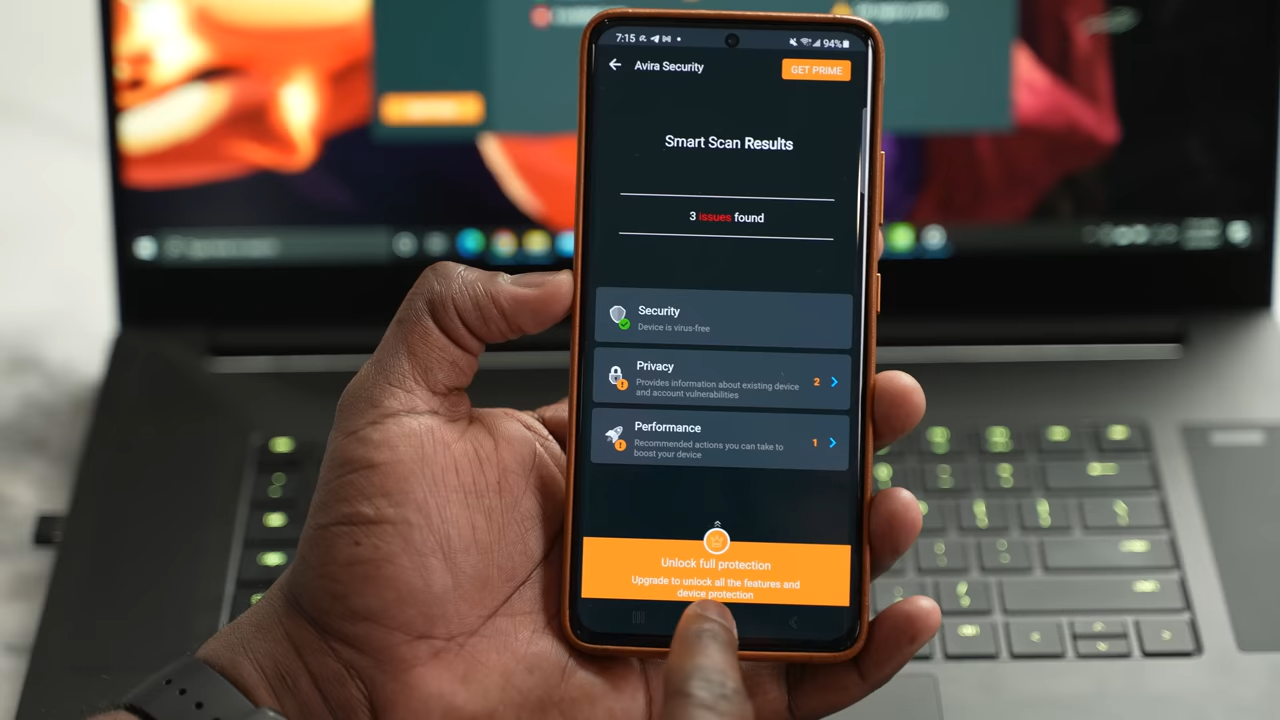 7:15
94%
Avira Security
GET PRIME
Smart Scan Results
3 issues found
Security
Device is virus-free
Privacy
Provides information about existing device
and account vulnerabilities
2
Performance
Recommended actions you can take to
boost your device
1
Unlock full protection
Upgrade to unlock all the features and
device protection